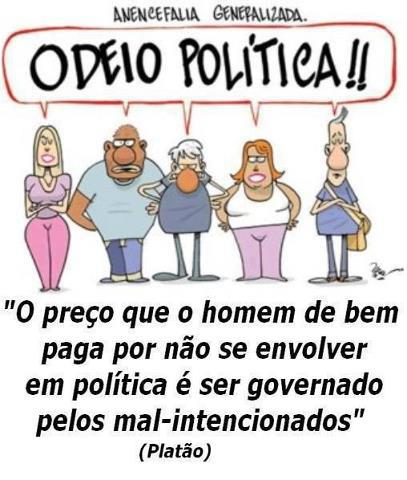 ANENCEFALIA GENERALIZADA.
ODEIO POLÍTICA!!
"O preço que o homem de bem
paga por não se envolver
em política é ser governado
pelos mal-intencionados"
(Platão)